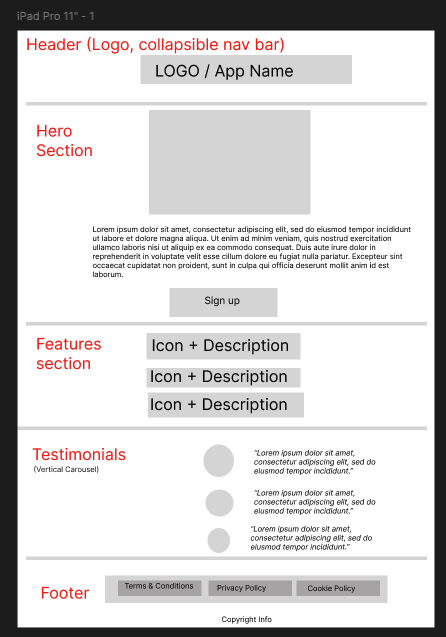 iPad Pro 11" - 1
Header (Logo, collapsible nav bar)
LOGO / App Name
Hero
Section
Lorem ipsum dolor sit amet, consectetur adipiscing elit, sed do eiusmod tempor incididunt
ut labore et dolore magna aliqua. Ut enim ad minim veniam, quis nostrud exercitation
ullamco laboris nisi ut aliquip ex ea commodo consequat. Duis aute irure dolor in
reprehenderit in voluptate velit esse cillum dolore eu fugiat nulla pariatur. Excepteur sint
occaecat cupidatat non proident, sunt in culpa qui officia deserunt mollit anim id est
laborum.
Sign up
Features
section
Icon + Description
Icon + Description
Icon + Description
Testimonials
(Vertical Carousel)
"Lorem ipsum dolor sit amet,
consectetur adipiscing elit, sed do
eiusmod tempor incididunt."
"Lorem ipsum dolor sit amet,
consectetur adipiscing elit, sed do
eiusmod tempor incididunt."
"Lorem ipsum dolor sit amet,
consectetur adipiscing elit, sed do
eiusmod tempor incididunt."
Footer
Terms & Conditions
Privacy Policy
Cookie Policy
Copyright Info